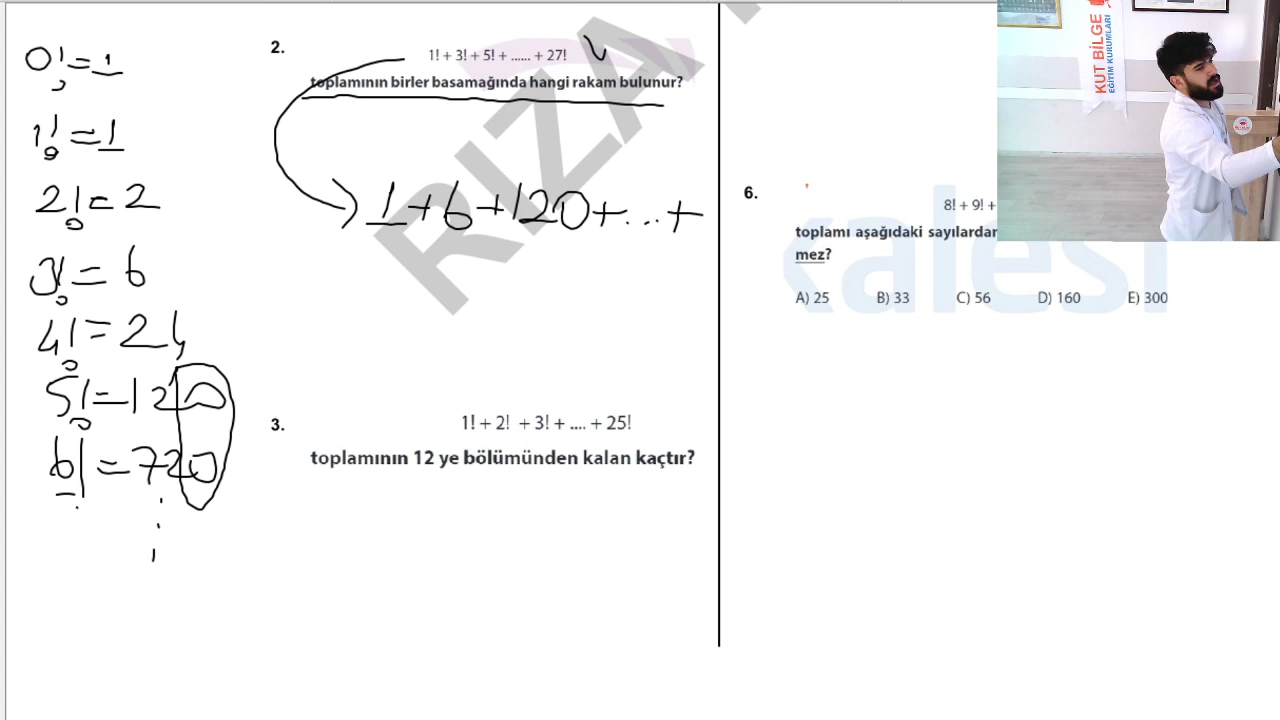 0! = 1
1! = 1
2! = 2
3! = 6
4! = 24
5! = 120
6! = 720
2.
1! + 3! + 5! + ...... + 27!
toplamının birler basamağında hangi rakam bulunur?
1 + 6 + 120 + ... +
3.
1! + 2! + 3! + .... + 25!
toplamının 12 ye bölümünden kalan kaçtır?
6.
8! + 9! +
toplamı aşağıdaki sayılardan
mez?
A) 25 B) 33 C) 56 D) 160 E) 300
RIZA
kalesi
KUT BİLGE
EĞİTİM KURUMLARI